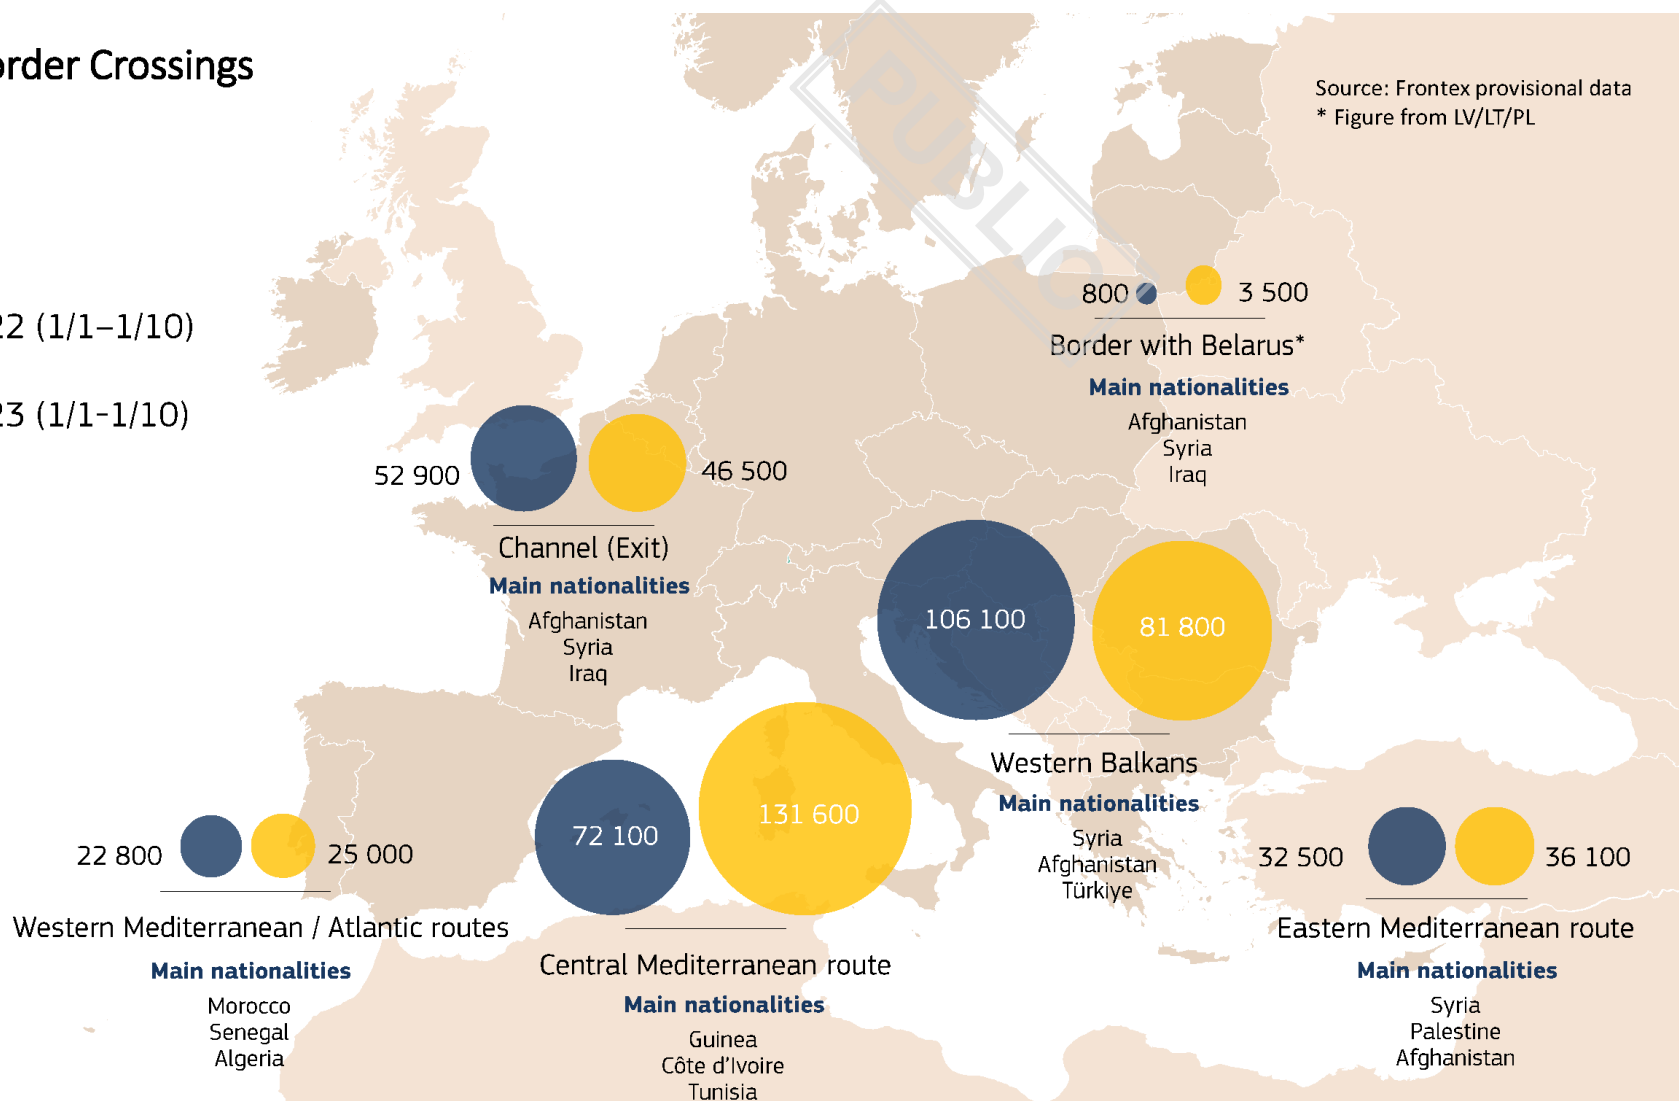 order Crossings
Source: Frontex provisional data
* Figure from LV/LT/PL
PUBLIC
22 (1/1–1/10)
23 (1/1-1/10)
800
3 500
Border with Belarus*
Main nationalities
Afghanistan
Syria
Iraq
52 900
46 500
Channel (Exit)
Main nationalities
Afghanistan
Syria
Iraq
106 100
81 800
Western Balkans
Main nationalities
Syria
Afghanistan
Türkiye
72 100
131 600
Central Mediterranean route
Main nationalities
Guinea
Côte d'Ivoire
Tunisia
22 800
25 000
Western Mediterranean / Atlantic routes
Main nationalities
Morocco
Senegal
Algeria
32 500
36 100
Eastern Mediterranean route
Main nationalities
Syria
Palestine
Afghanistan